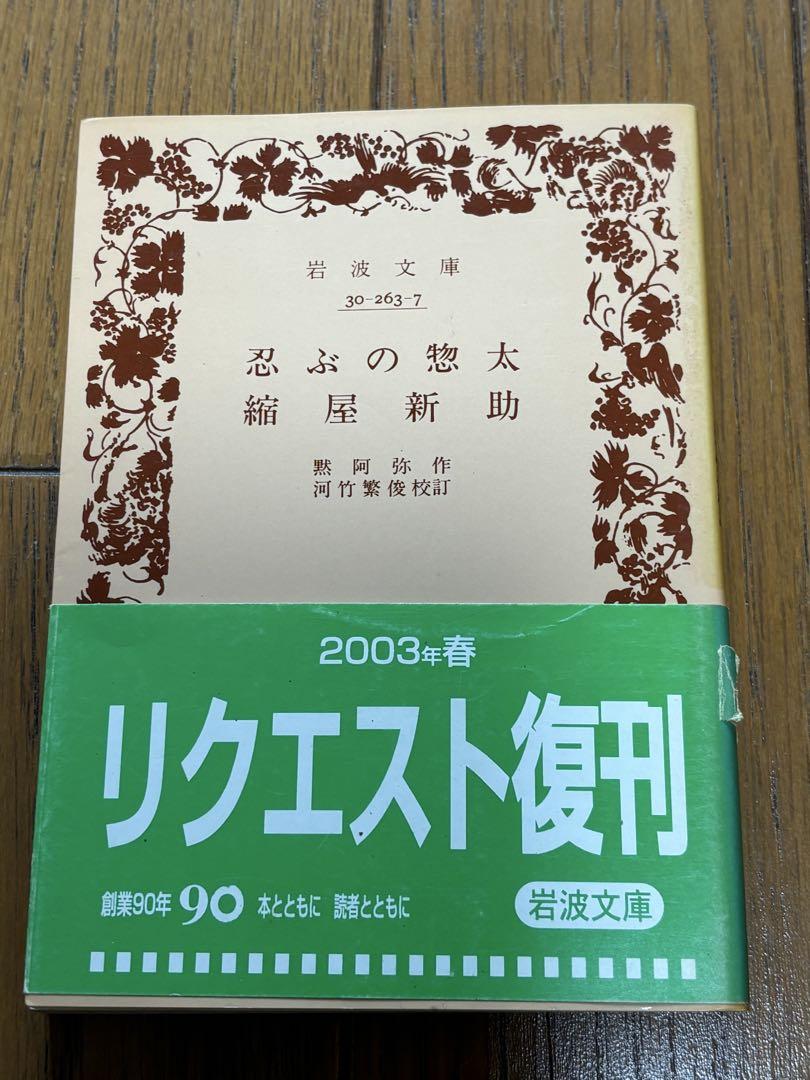 岩波文庫
30-263-7
忍ぶの惣太
縮屋新助
黙阿弥作
河竹繁俊校訂
2003年春
リクエスト復刊
創業90年 90 本とともに 読者とともに 岩波文庫